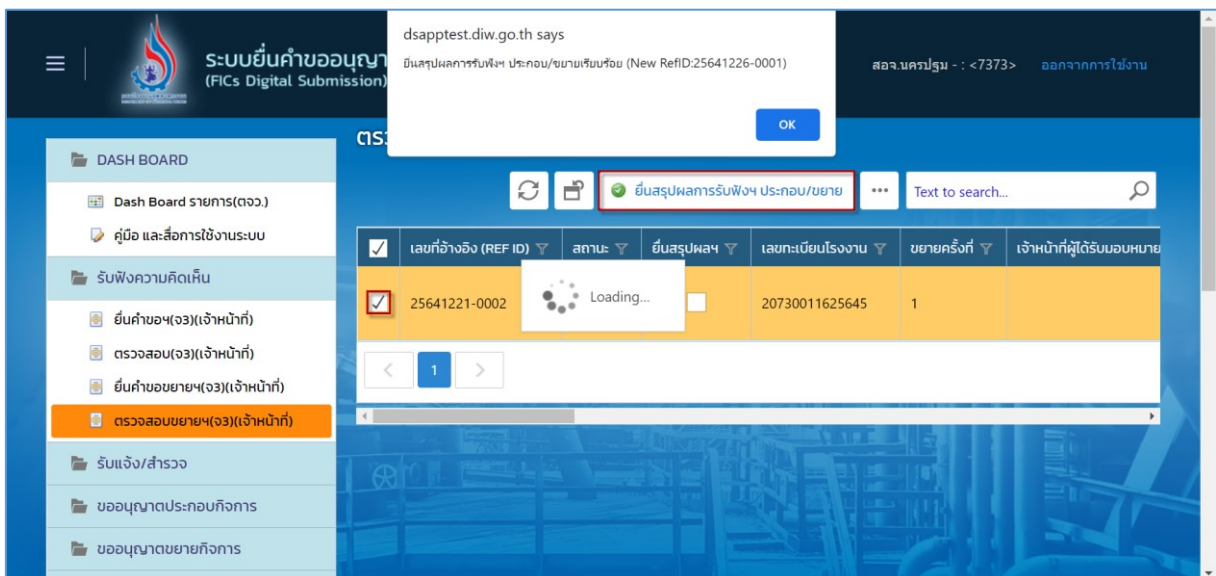 dsapptest.diw.go.th says
ยื่นสรุปผลการรับฟังฯ ประกอบ/ขยายเรียบร้อย (New RefID:25641226-0001)
OK
ระบบยื่นคำขออนุญา
(FICs Digital Submission)
สอจ.นครปฐม - : <7373>
ออกจากการใช้งาน
ตรว
DASH BOARD
Dash Board รายการ(ตจว.)
คู่มือ และสื่อการใช้งานระบบ
รับฟังความคิดเห็น
ยื่นคำขอฯ(จ3)(เจ้าหน้าที่)
ตรวจสอบ(จ3)(เจ้าหน้าที่)
ยื่นคำขอขยายฯ(จ3)(เจ้าหน้าที่)
ตรวจสอบขยายฯ(จ3)(เจ้าหน้าที่)
รับแจ้ง/สำรวจ
ขออนุญาตประกอบกิจการ
ขออนุญาตขยายกิจการ
ยื่นสรุปผลการรับฟังฯ ประกอบ/ขยาย
Text to search...
เลขที่อ้างอิง (REF ID) สถานะ ยื่นสรุปผลฯ เลขทะเบียนโรงงาน ขยายครั้งที่ เจ้าหน้าที่ผู้ได้รับมอบหมาย
25641221-0002 Loading... 20730011625645 1
1